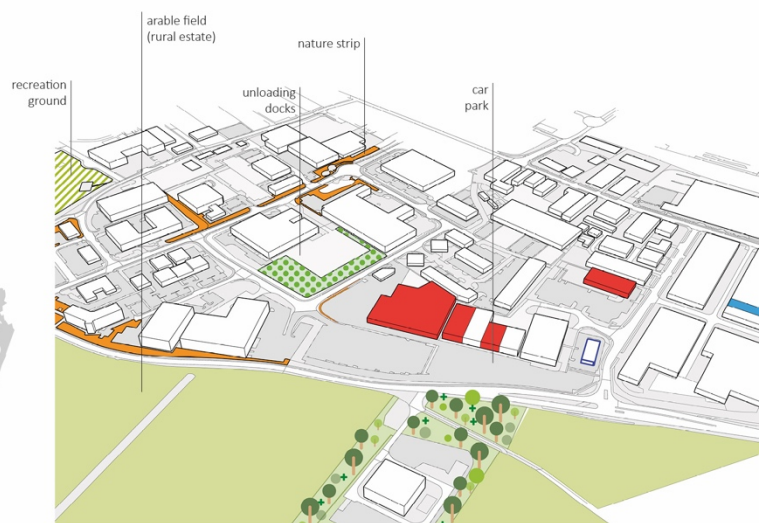 arable field
(rural estate)
nature strip
recreation
ground
unloading
docks
car
park